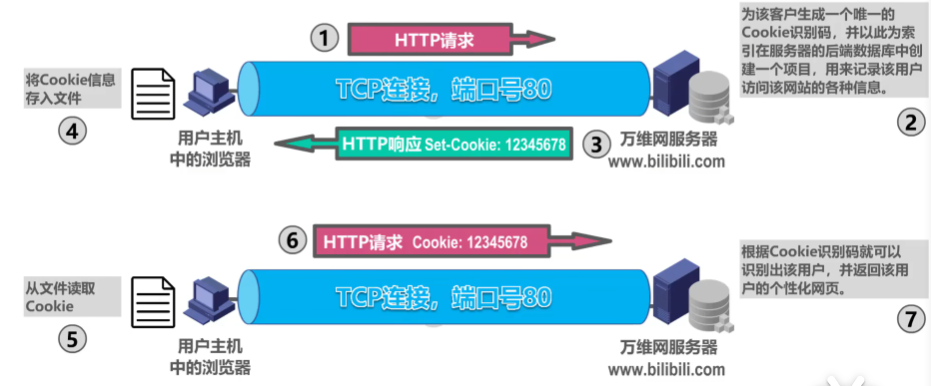 ① HTTP请求
为该客户生成一个唯一的
Cookie识别码，并以此为索
引在服务器的后端数据库中创
建一个项目，用来记录该用户
访问该网站的各种信息。
②
将Cookie信息
存入文件
④
TCP连接，端口号80
用户主机
中的浏览器
HTTP响应 Set-Cookie: 12345678 ③
万维网服务器
www.bilibili.com
⑥ HTTP请求 Cookie: 12345678
根据Cookie识别码就可以
识别出该用户，并返回该用
户的个性化网页。
⑦
从文件读取
Cookie
⑤
TCP连接，端口号80
用户主机
中的浏览器
万维网服务器
www.bilibili.com